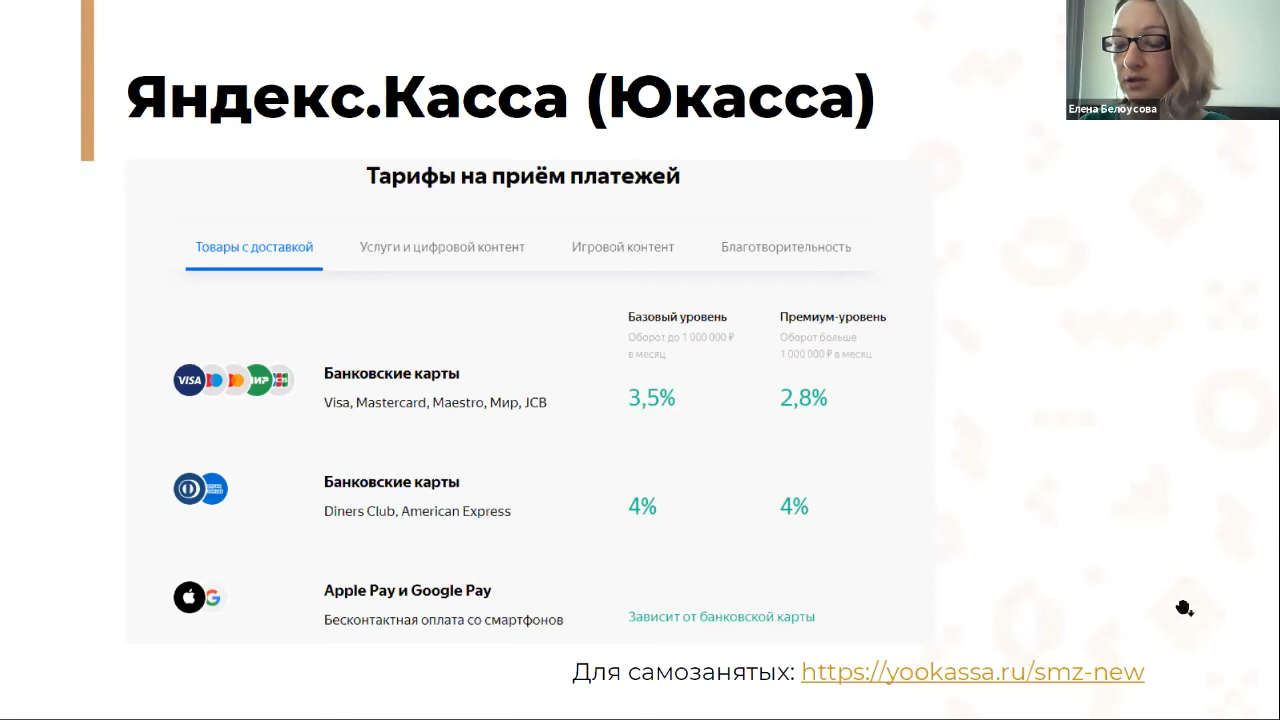 Яндекс.Касса (Юкасса)
Елена Белоусова
Тарифы на приём платежей
Товары с доставкой
Услуги и цифровой контент
Игровой контент
Благотворительность
Базовый уровень
Премиум-уровень
Оборот до 1 000 000 ₽
в месяц
Оборот больше
1 000 000 ₽ в месяц
VISA
МИР
JCB
Банковские карты
Visa, Mastercard, Maestro, Мир, JCB
3,5%
2,8%
Банковские карты
Diners Club, American Express
4%
4%
Apple Pay и Google Pay
Бесконтактная оплата со смартфонов
Зависит от банковской карты
Для самозанятых: https://yookassa.ru/smz-new